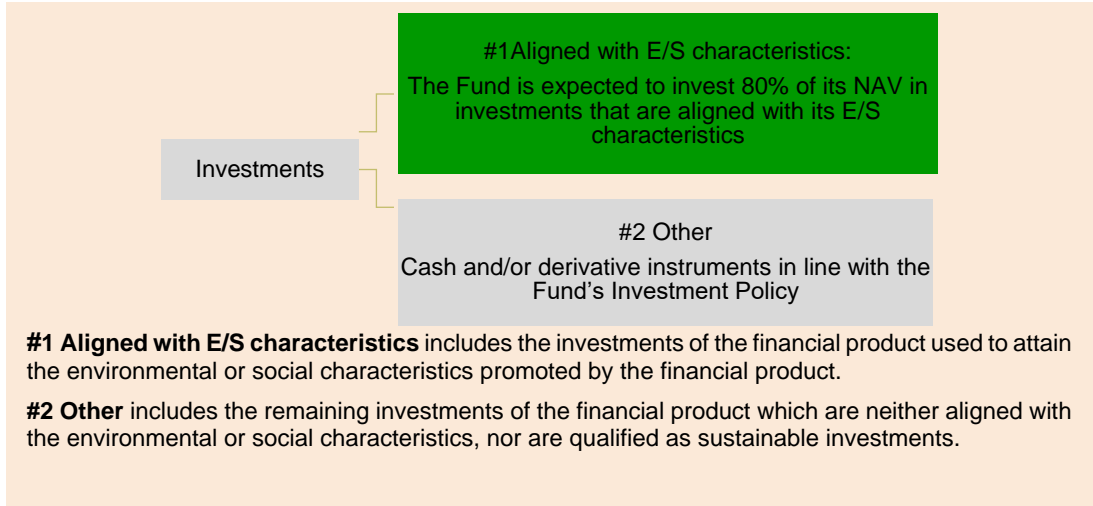 #1Aligned with E/S characteristics:
The Fund is expected to invest 80% of its NAV in
investments that are aligned with its E/S
characteristics
Investments
#2 Other
Cash and/or derivative instruments in line with the
Fund's Investment Policy
#1 Aligned with E/S characteristics includes the investments of the financial product used to attain
the environmental or social characteristics promoted by the financial product.
#2 Other includes the remaining investments of the financial product which are neither aligned with
the environmental or social characteristics, nor are qualified as sustainable investments.